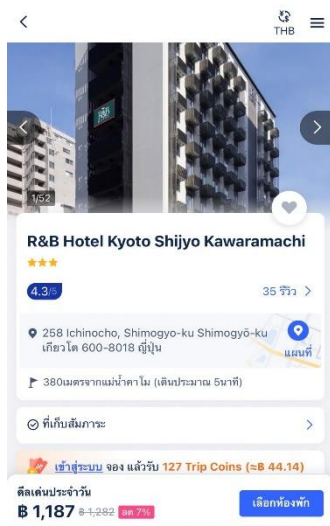 THB
R&B
1/52
R&B Hotel Kyoto Shijyo Kawaramachi
4.3/5
35 รีวิว
258 Ichinocho, Shimogyo-ku Shimogyō-ku
เกียวโต 600-8018 ญี่ปุ่น
แผนที่
380เมตรจากแม่น้ำคาโม (เดินประมาณ 5นาที)
ที่เก็บสัมภาระ
เข้าสู่ระบบ จอง แล้วรับ 127 Trip Coins (≈฿ 44.14)
ดีลเด่นประจำวัน
฿ 1,187 ฿ 1,282 ลด 7%
เลือกห้องพัก